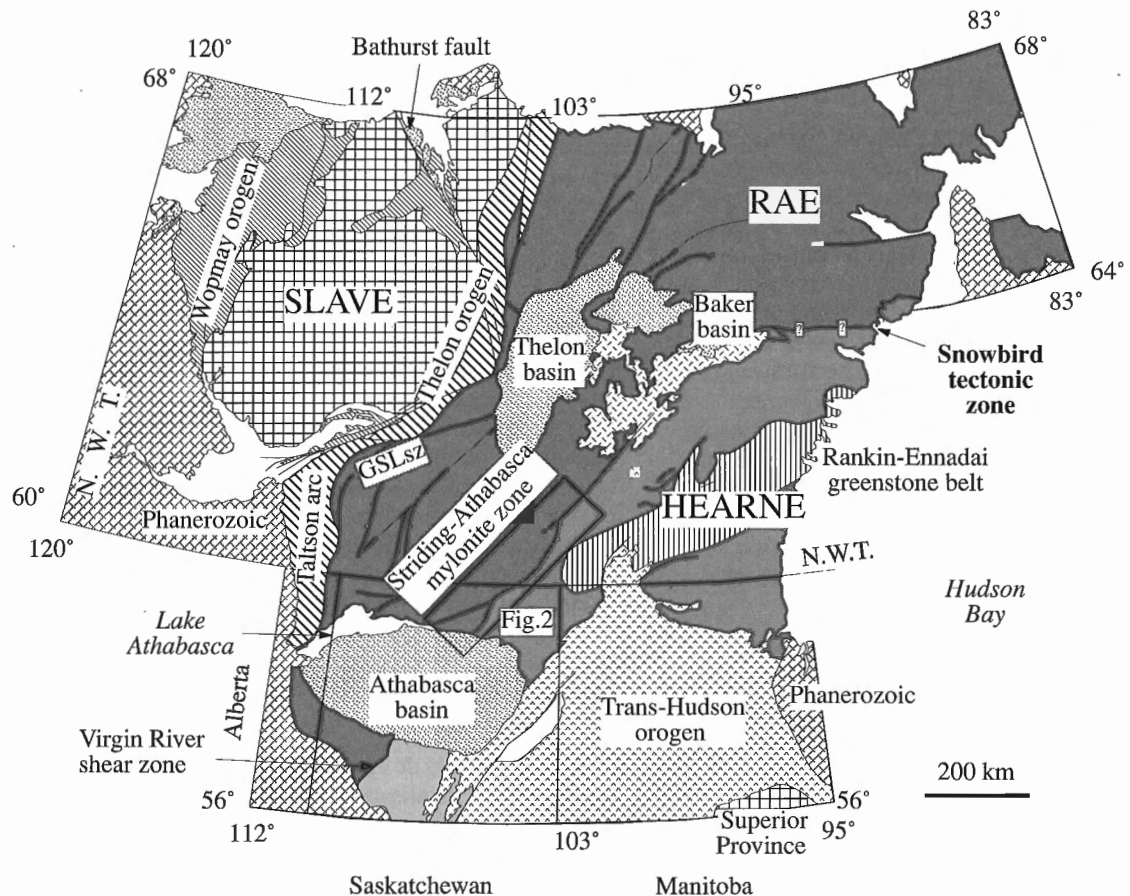 83°
120°
Bathurst fault
68°
68°
112°
103°
95°
RAE
Wopmay orogen
SLAVE
Thelon orogen
64°
83°
Baker
basin
Thelon
basin
?
?
Snowbird
tectonic
zone
N. W. T.
GSLsz
Rankin-Ennadai
greenstone belt
60°
Phanerozoic
HEARNE
120°
Taltson arc
Striding-Athabasca
mylonite zone
N.W.T.
Hudson
Bay
Lake
Athabasca
Fig.2
Alberta
Athabasca
basin
Trans-Hudson
orogen
Phanerozoic
Virgin River
shear zone
200 km
56°
56°
112°
103°
Superior
Province
95°
Saskatchewan
Manitoba